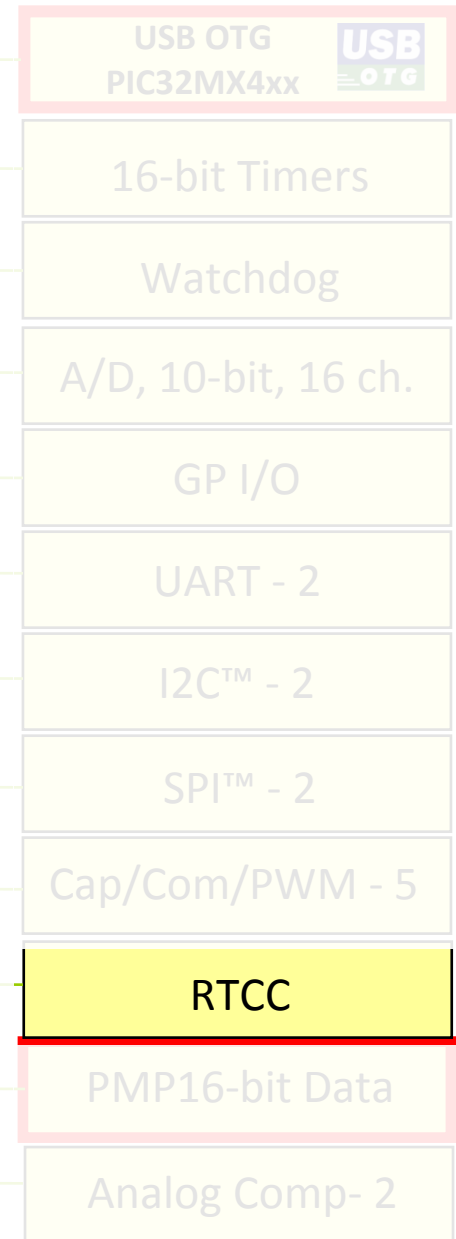 USB OTG
PIC32MX4xx
USB
OTG
16-bit Timers
Watchdog
A/D, 10-bit, 16 ch.
GP I/O
UART - 2
I2C™ - 2
SPI™ - 2
Cap/Com/PWM - 5
RTCC
PMP16-bit Data
Analog Comp- 2